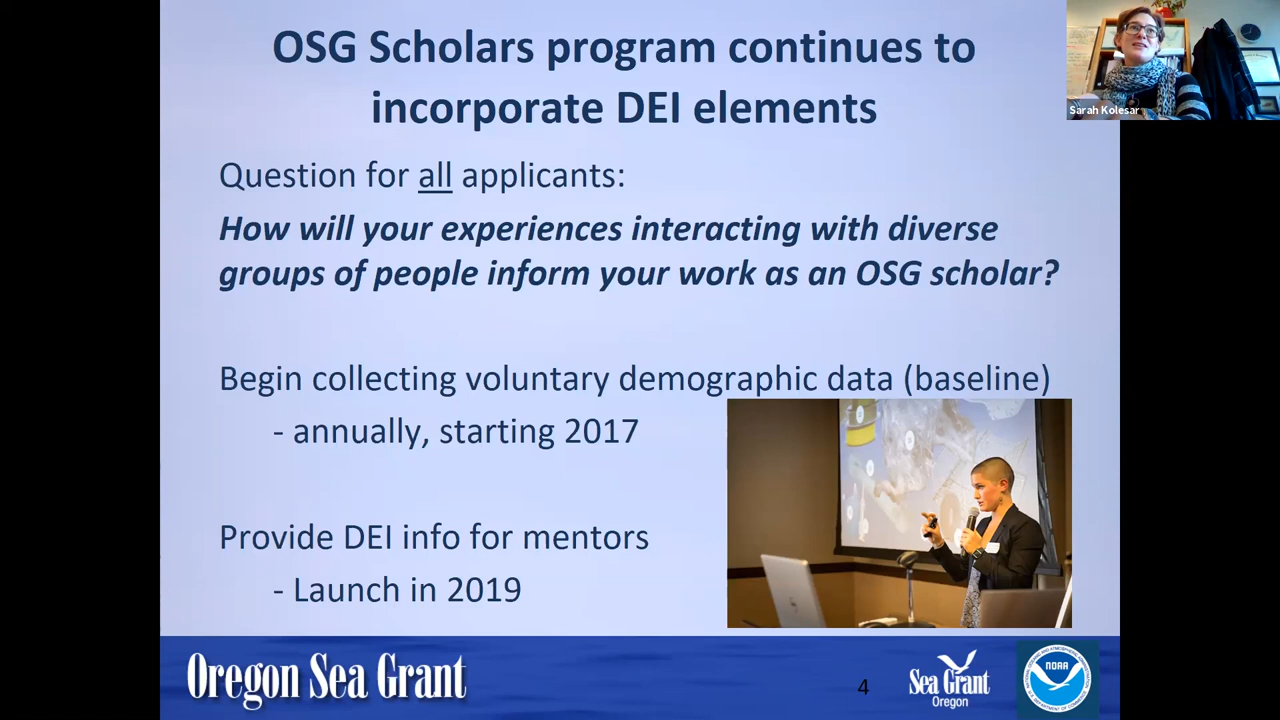 OSG Scholars program continues to
incorporate DEI elements
Sarah Kolesar
Question for all applicants:
How will your experiences interacting with diverse
groups of people inform your work as an OSG scholar?
Begin collecting voluntary demographic data (baseline)
- annually, starting 2017
Provide DEI info for mentors
- Launch in 2019
Oregon Sea Grant
4
Sea Grant
Oregon
NOAA